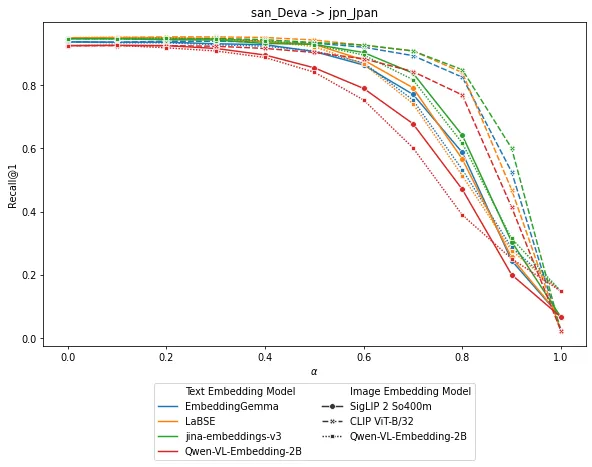 san_Deva -> jpn_Jpan
Recall@1
0.8
0.6
0.4
0.2
0.0
0.0 0.2 0.4 0.6 0.8 1.0
α
Text Embedding Model
EmbeddingGemma
LaBSE
jina-embeddings-v3
Qwen-VL-Embedding-2B
Image Embedding Model
SigLIP 2 So400m
CLIP ViT-B/32
Qwen-VL-Embedding-2B